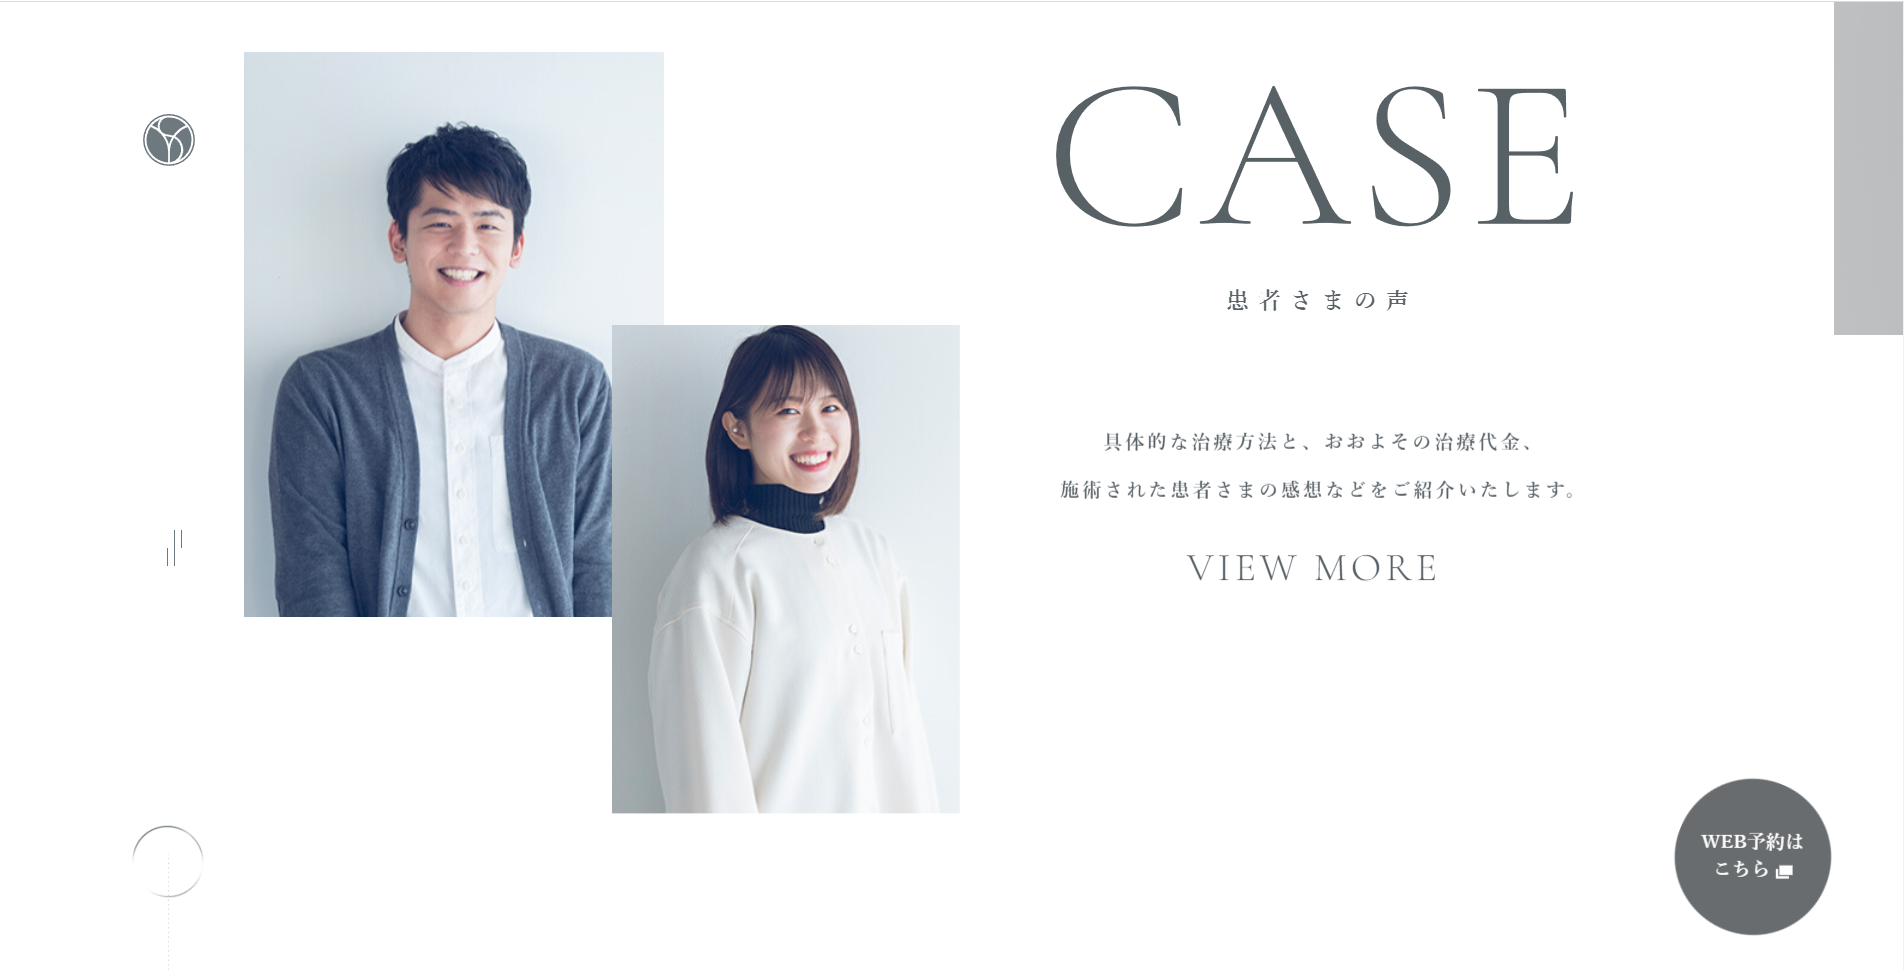 CASE
患者さまの声
具体的な治療方法と、おおよその治療代金、
施術された患者さまの感想などをご紹介いたします。
VIEW MORE
WEB予約は
こちら